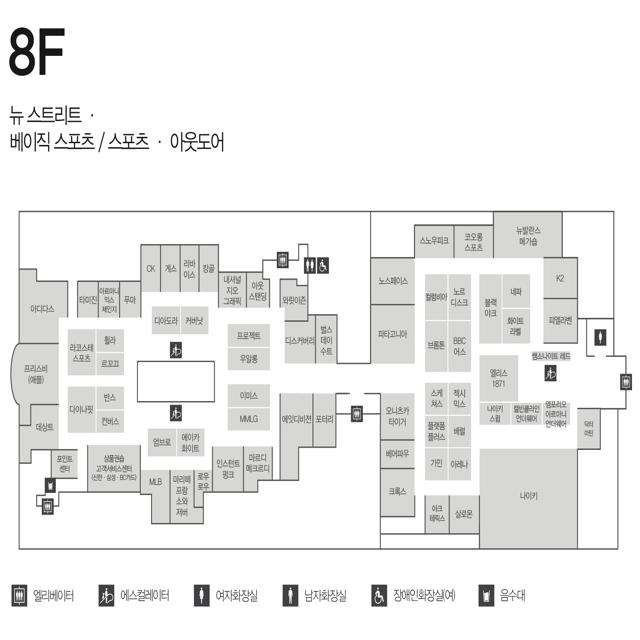 8F
뉴 스트리트 ·
베이직 스포츠 / 스포츠 · 아웃도어
스노우피크
코오롱
스포츠
뉴발란스
메가숍
CK
게스
리바
이스
캉골
내셔널
지오
그래픽
아웃
스탠딩
와릿이즌
노스페이스
컬럼비아
노르
디스크
블랙
야크
네파
K2
아디다스
타미진
아르마니
익스
체인지
푸마
디아도라
커버낫
프로젝트
우알롱
디스커버리
벌스
데이
수트
파타고니아
브롬톤
BBC
어스
화이트
라벨
피엘라벤
라코스테
스포츠
휠라
르꼬끄
프리스비
(애플)
쌤소나이트 레드
엘리스
1871
다이나핏
반스
컨버스
이미스
MMLG
에잇디비젼
포터리
오니츠카
타이거
스케
쳐스
젝시
믹스
나이키
스윔
캘빈클라인
언더웨어
엠포리오
아르마니
언더웨어
닥터
마틴
데상트
엄브로
에이카
화이트
베어파우
플랫폼
플러스
배럴
포인트
센터
상품권숍
고객서비스센터
(신한·삼성·BC카드)
MLB
마리떼
프랑
소와
저버
로우
로우
인스턴트
펑크
마르디
메크르디
크록스
가민
아레나
나이키
아크
테릭스
살로몬
엘리베이터
에스컬레이터
여자화장실
남자화장실
장애인화장실(여)
음수대